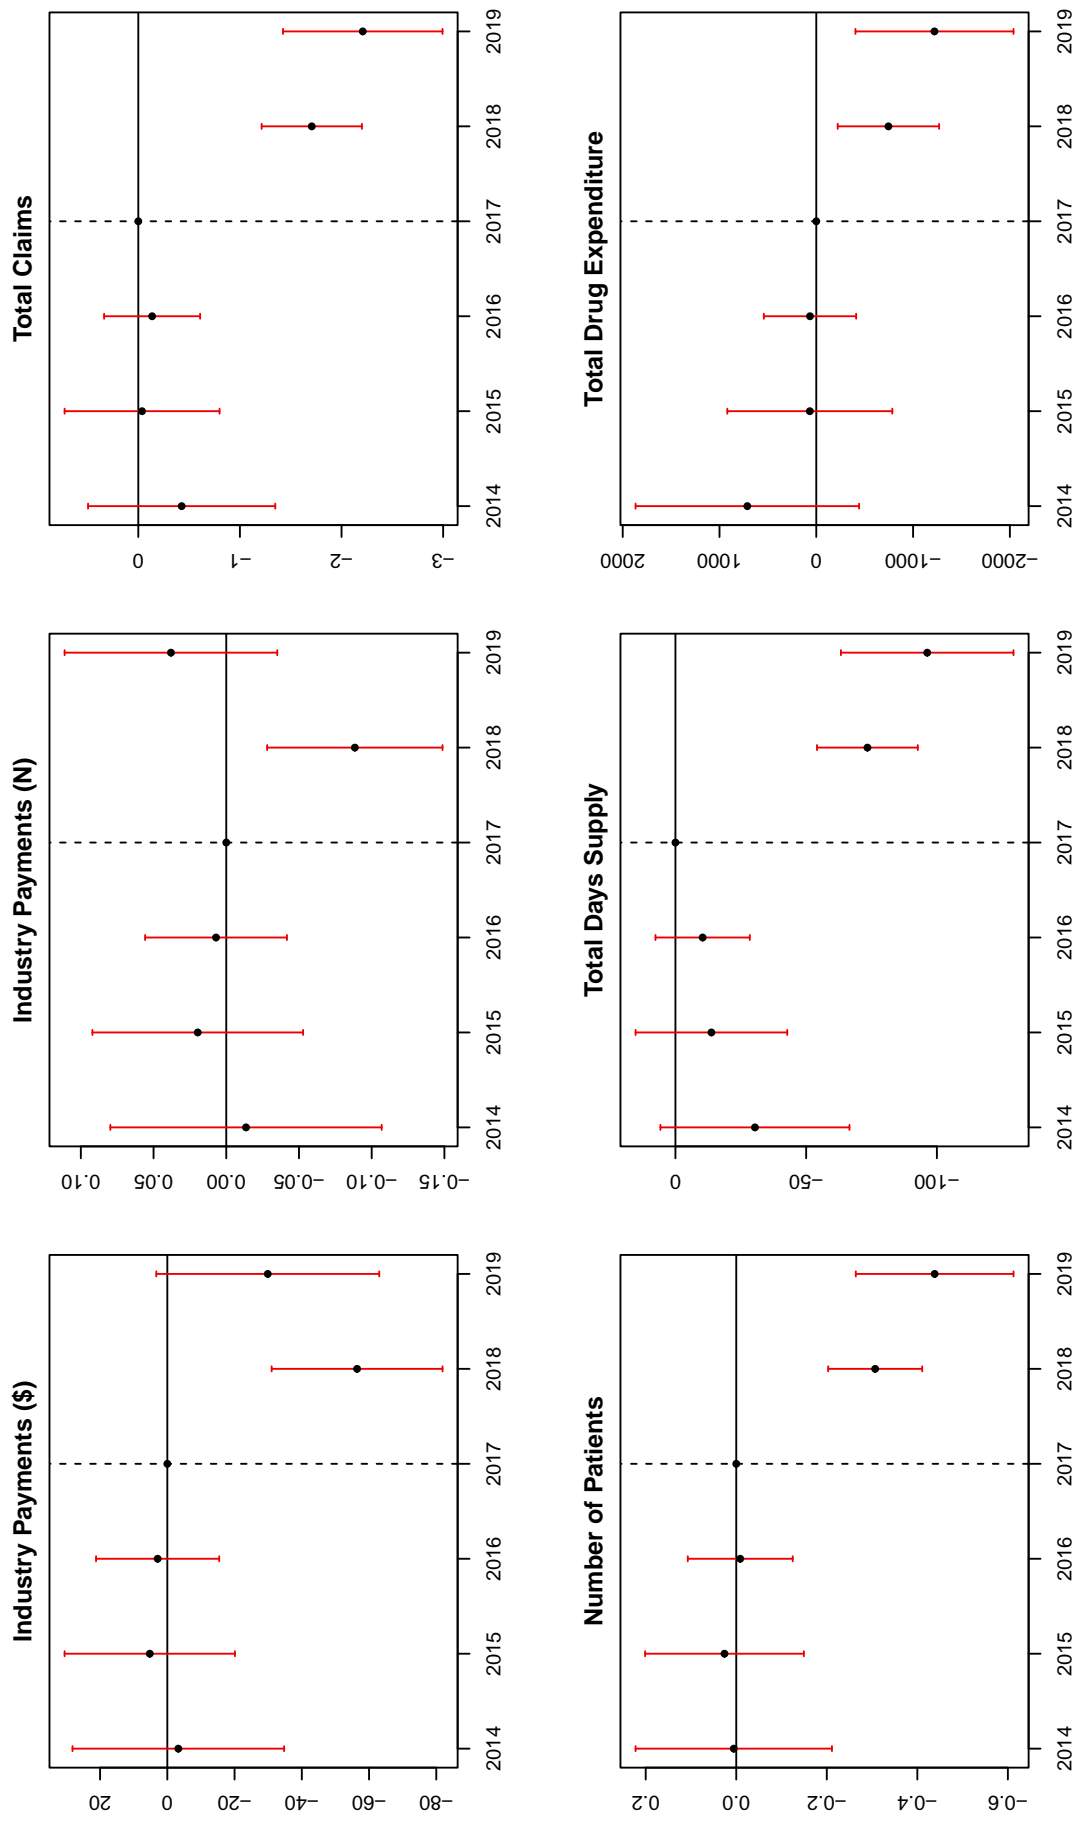 Industry Payments ($)
20
0
−20
−40
−60
−80
2014 2015 2016 2017 2018 2019
Industry Payments (N)
0.10
0.05
0.00
−0.05
−0.10
−0.15
2014 2015 2016 2017 2018 2019
Total Claims
0
−1
−2
−3
2014 2015 2016 2017 2018 2019
Number of Patients
0.2
0.0
−0.2
−0.4
−0.6
2014 2015 2016 2017 2018 2019
Total Days Supply
0
−50
−100
2014 2015 2016 2017 2018 2019
Total Drug Expenditure
2000
1000
0
−1000
−2000
2014 2015 2016 2017 2018 2019